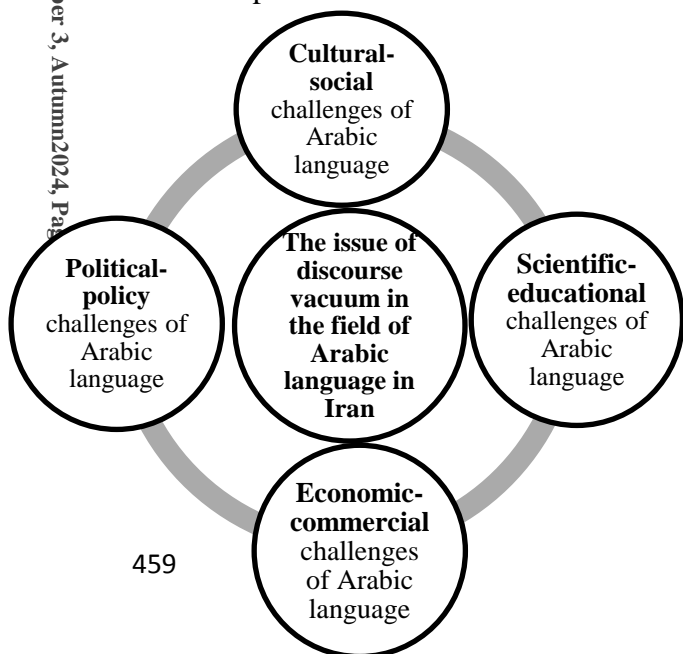 per 3, Autumn2024, Pag
Cultural-
social
challenges of
Arabic
language
Political-
policy
challenges of
Arabic
language
The issue of
discourse
vacuum in
the field of
Arabic
language in
Iran
Scientific-
educational
challenges of
Arabic
language
Economic-
commercial
challenges
of Arabic
language
459